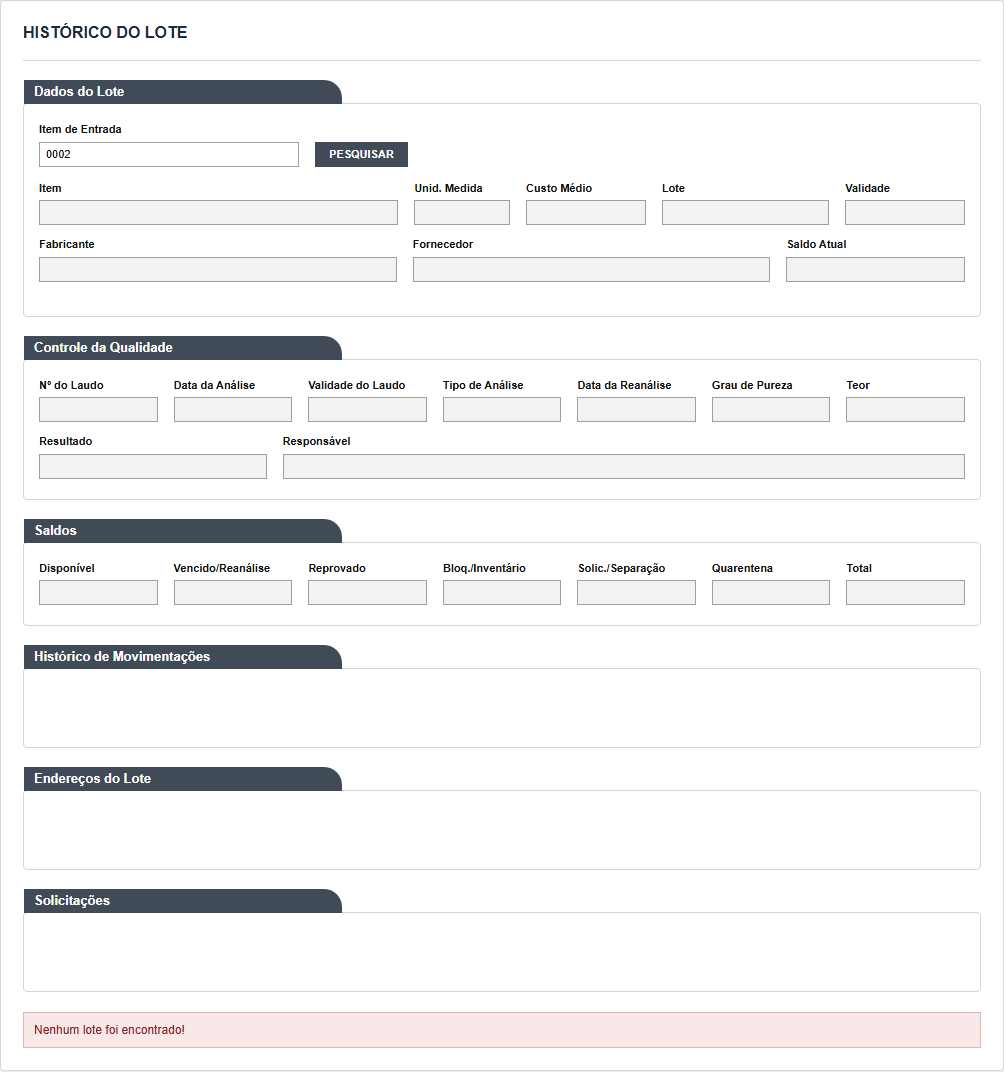 HISTÓRICO DO LOTE
Dados do Lote
Item de Entrada
0002 PESQUISAR
Item Unid. Medida Custo Médio Lote Validade
Fabricante Fornecedor Saldo Atual
Controle da Qualidade
Nº do Laudo Data da Análise Validade do Laudo Tipo de Análise Data da Reanálise Grau de Pureza Teor
Resultado Responsável
Saldos
Disponível Vencido/Reanálise Reprovado Bloq./Inventário Solic./Separação Quarentena Total
Histórico de Movimentações
Endereços do Lote
Solicitações
Nenhum lote foi encontrado!